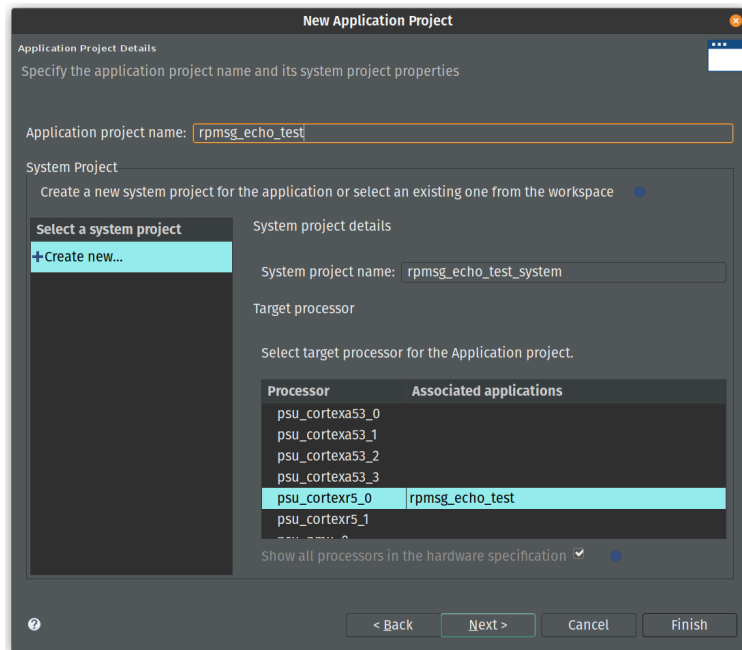 New Application Project
Application Project Details
Specify the application project name and its system project properties
Application project name: rpmsg_echo_test
System Project
Create a new system project for the application or select an existing one from the workspace
Select a system project
+Create new...
System project details
System project name: rpmsg_echo_test_system
Target processor
Select target processor for the Application project.
Processor Associated applications
psu_cortexa53_0
psu_cortexa53_1
psu_cortexa53_2
psu_cortexa53_3
psu_cortexr5_0 rpmsg_echo_test
psu_cortexr5_1
Show all processors in the hardware specification
? < Back Next > Cancel Finish